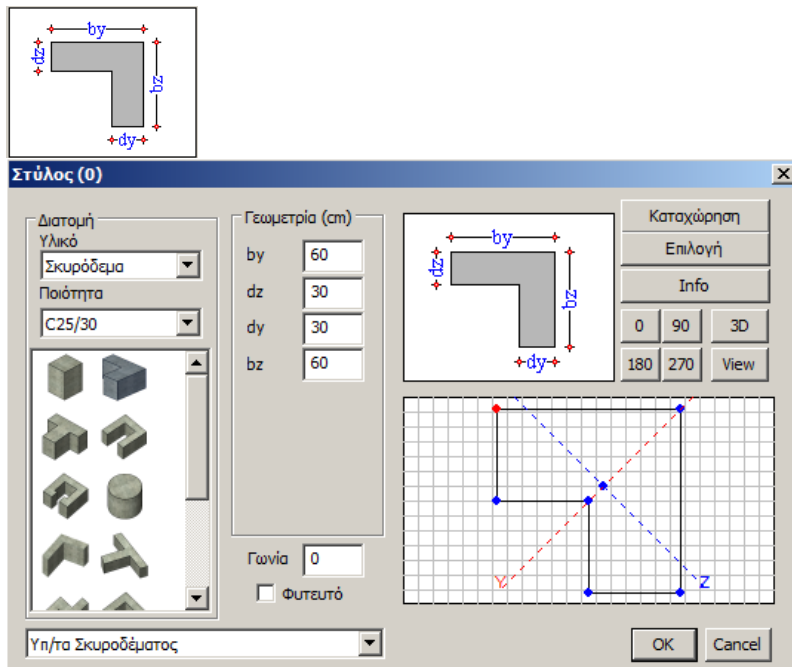 by
dz
bz
dy
Στύλος (0)
Διατομή
Υλικό
Σκυρόδεμα
Ποιότητα
C25/30
Γεωμετρία (cm)
by 60
dz 30
dy 30
bz 60
Γωνία 0
Φυτευτό
by
dz
bz
dy
Καταχώρηση
Επιλογή
Info
0 90 3D
180 270 View
Y Z
Υπ/τα Σκυροδέματος
OK Cancel